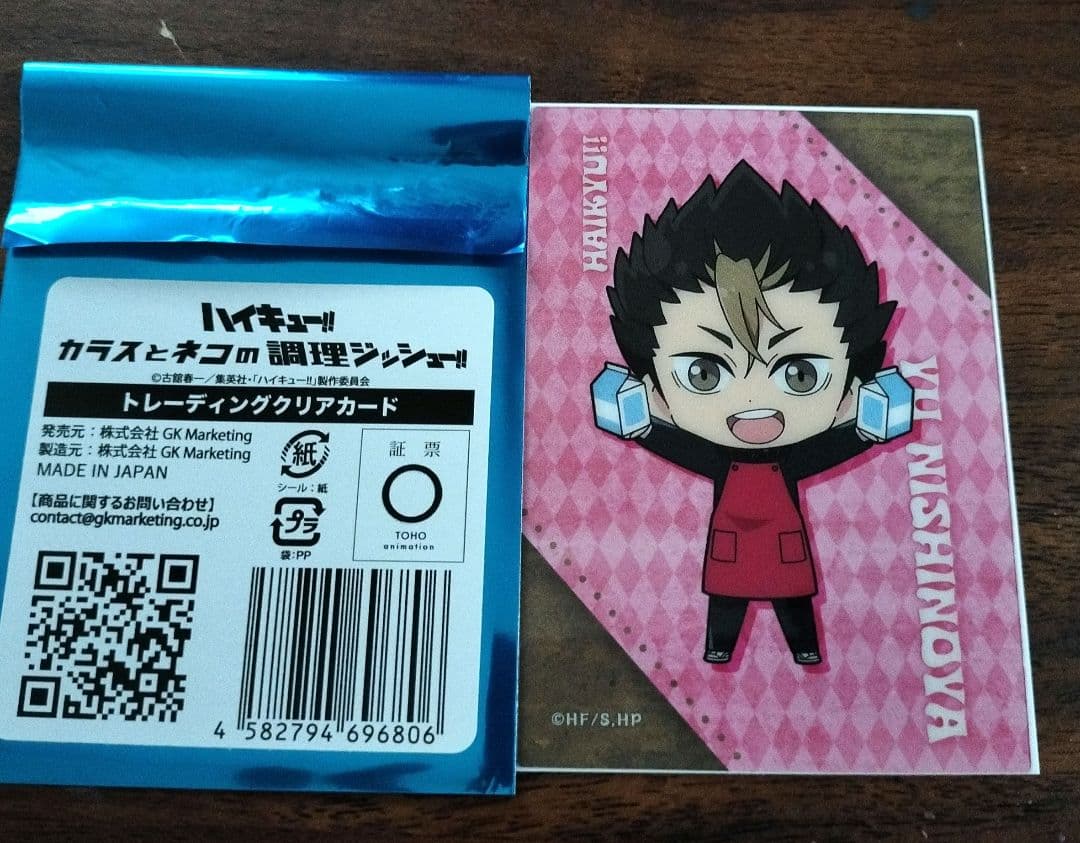 ハイキュー!!
カラスとネコの調理ジッシュー!!
©古舘春一／集英社・「ハイキュー!!」製作委員会
トレーディングクリアカード
発売元：株式会社 GK Marketing
製造元：株式会社 GK Marketing
MADE IN JAPAN
【商品に関するお問い合わせ】
contact@gkmarketing.co.jp
紙
シール：紙
プラ
袋:PP
証票
TOHO
animation
4 582794 696806
HAIKYU!!
YU NISHINOYA
©HF/S,HP